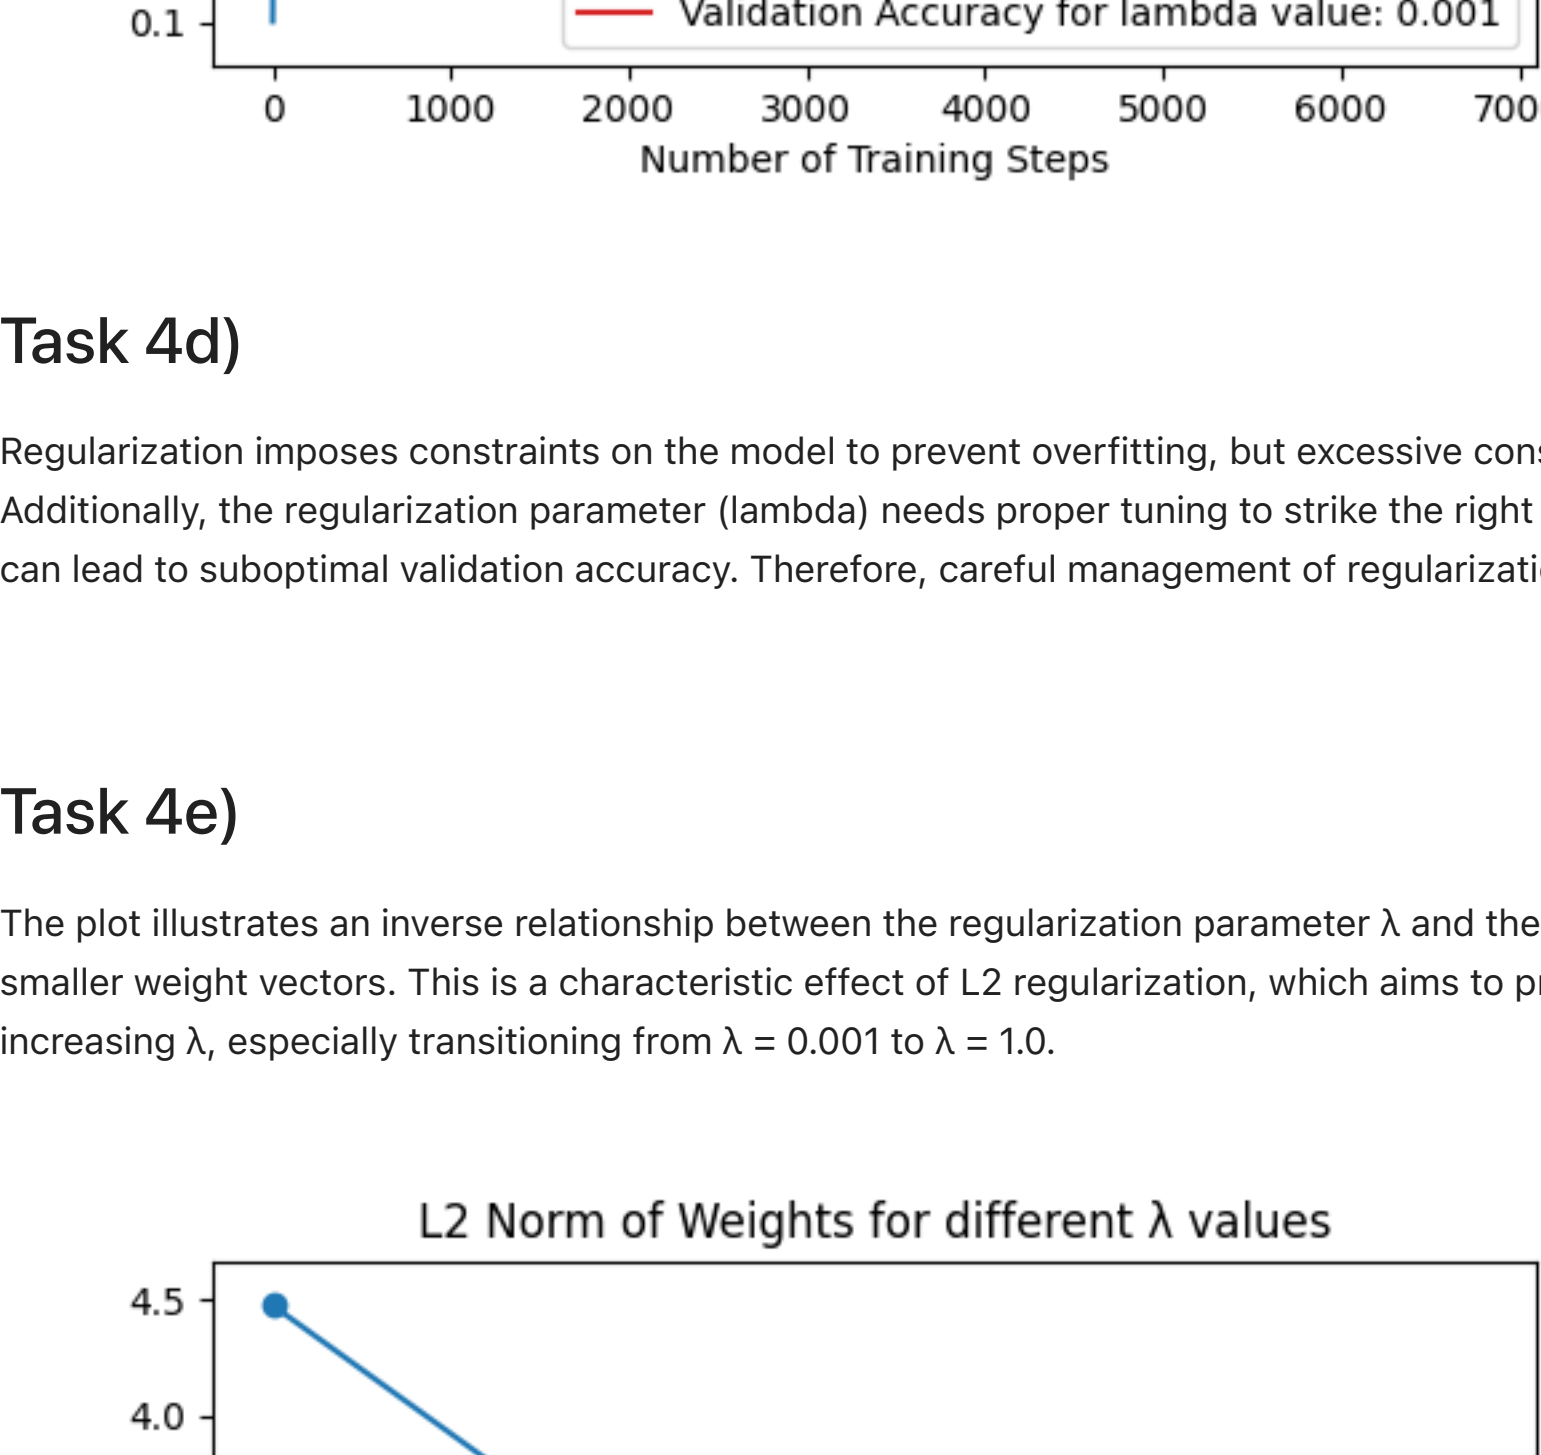 0.1
Validation Accuracy for lambda value: 0.001
0 1000 2000 3000 4000 5000 6000 700
Number of Training Steps
Task 4d)
Regularization imposes constraints on the model to prevent overfitting, but excessive cons
Additionally, the regularization parameter (lambda) needs proper tuning to strike the right
can lead to suboptimal validation accuracy. Therefore, careful management of regularizati
Task 4e)
The plot illustrates an inverse relationship between the regularization parameter λ and the
smaller weight vectors. This is a characteristic effect of L2 regularization, which aims to pr
increasing λ, especially transitioning from λ = 0.001 to λ = 1.0.
L2 Norm of Weights for different λ values
4.5
4.0